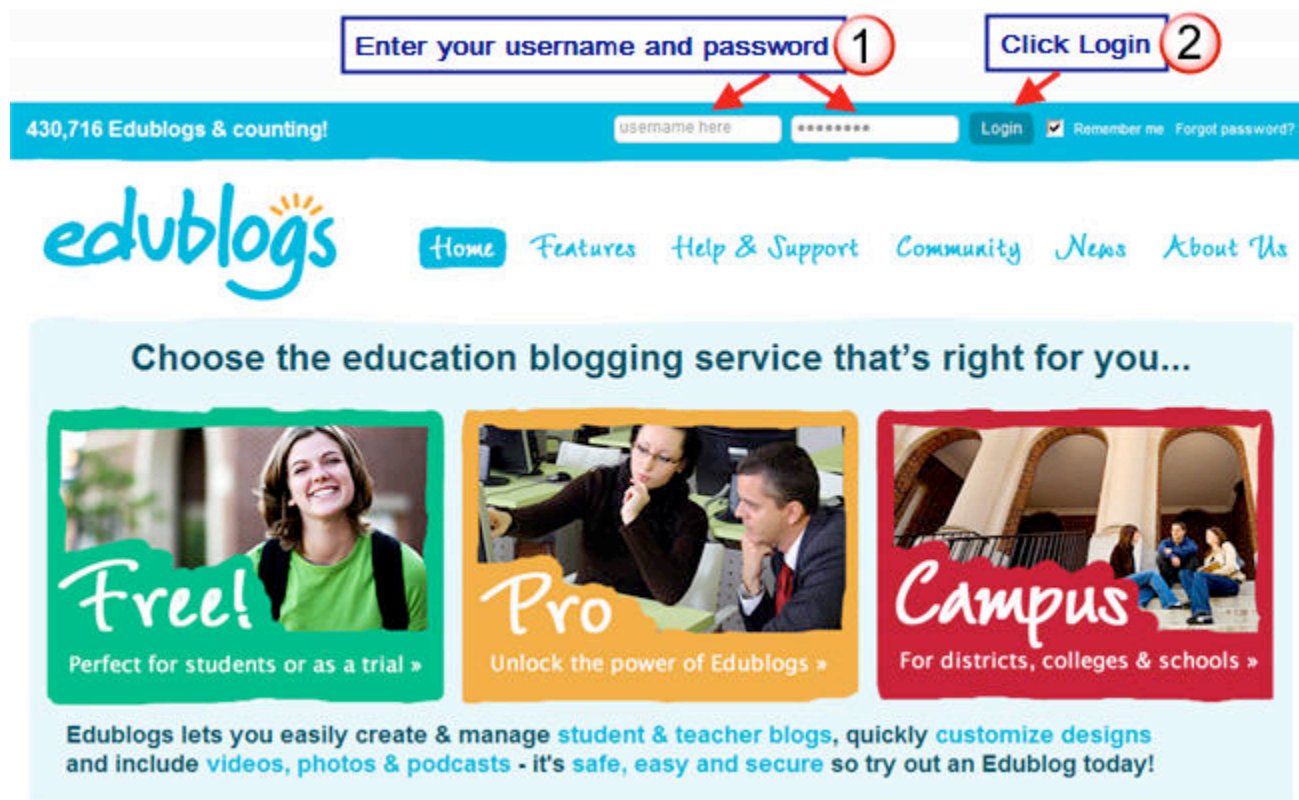 Enter your username and password 1
Click Login 2
430,716 Edublogs & counting!
username here
Login
Remember me
Forgot password?
edublogs
Home
Features
Help & Support
Community
News
About Us
Choose the education blogging service that's right for you...
Free!
Perfect for students or as a trial »
Pro
Unlock the power of Edublogs »
Campus
For districts, colleges & schools »
Edublogs lets you easily create & manage student & teacher blogs, quickly customize designs
and include videos, photos & podcasts - it's safe, easy and secure so try out an Edublog today!